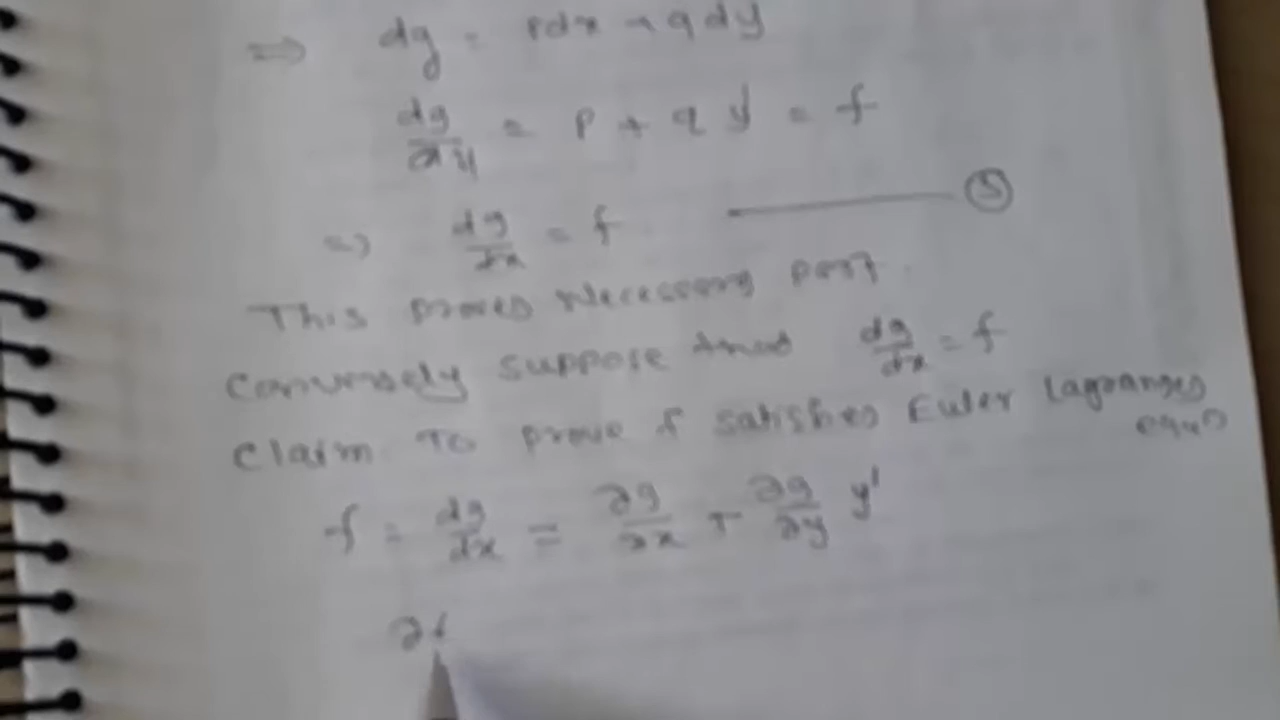 ⇒ dg = pdx + q dy
dg/dx = p + q y' = f
⇒ dg/dx = f ——— (5)
This proves Necessary part.
Conversely suppose that dg/dx = f
Claim To prove f satisfies Euler Lagranges eqn
f = dg/dx = ∂g/∂x + ∂g/∂y y'
∂f